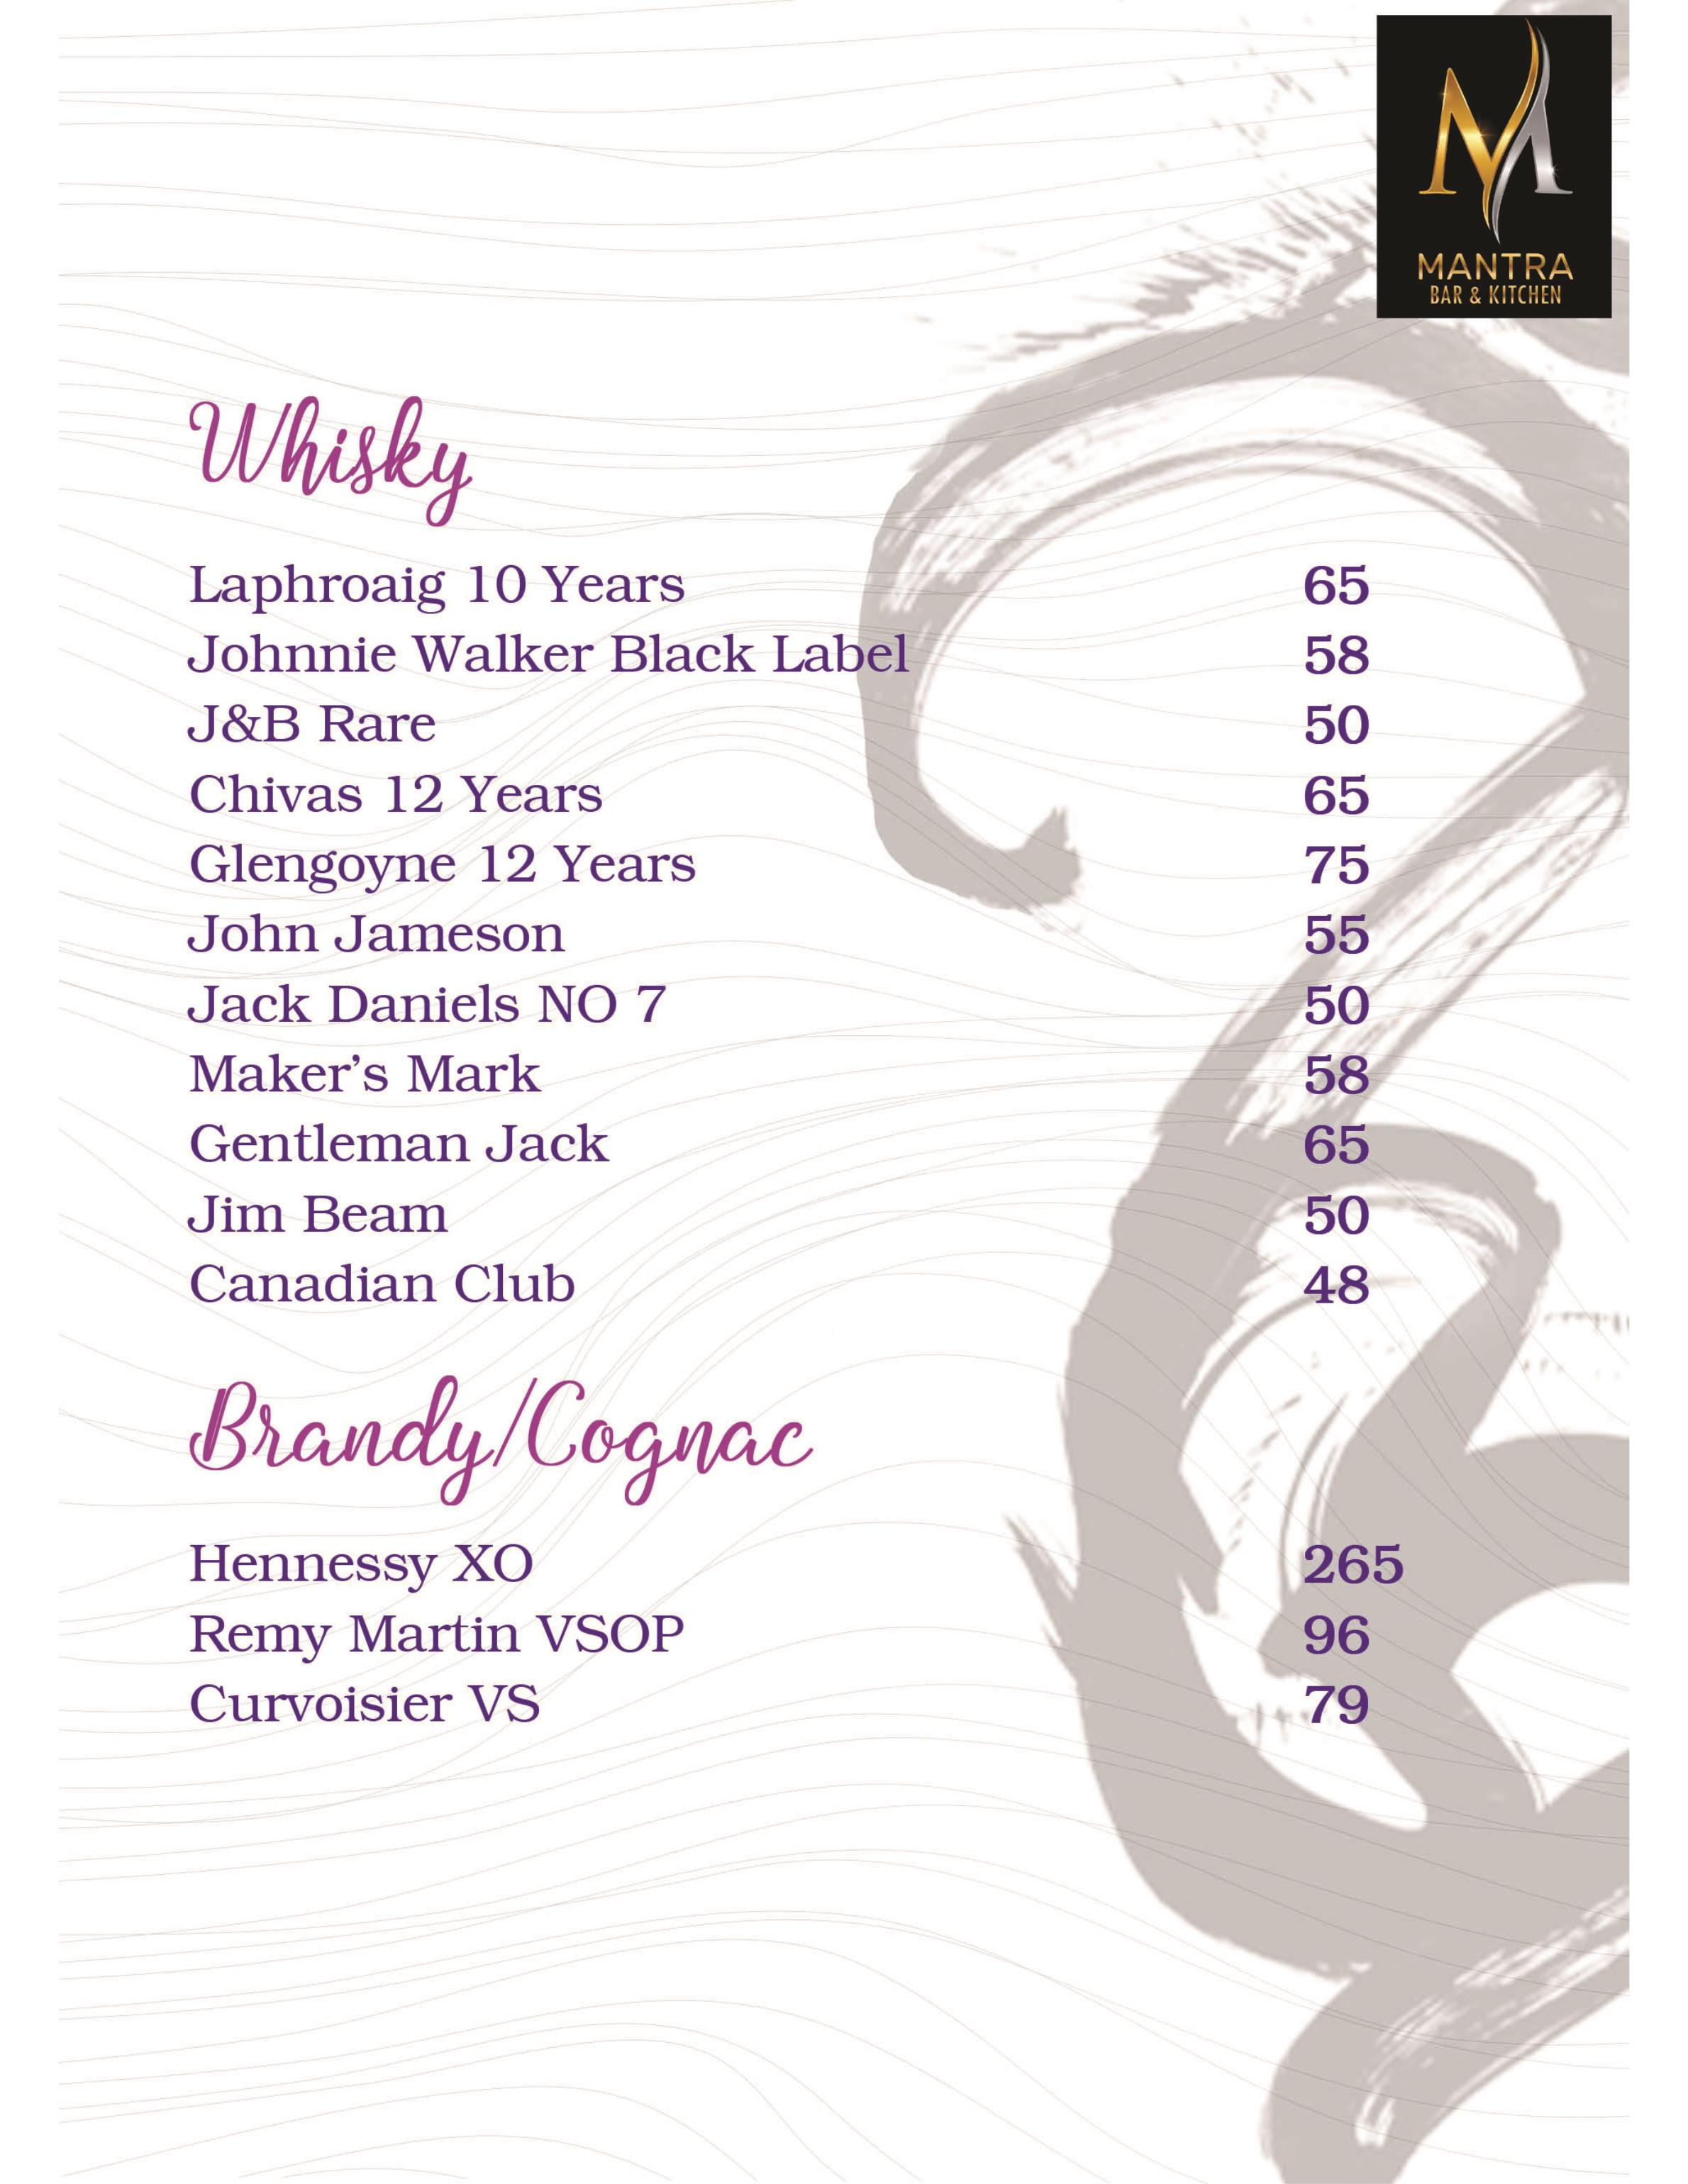 MANTRA
BAR & KITCHEN
Whisky
Laphroaig 10 Years 65
Johnnie Walker Black Label 58
J&B Rare 50
Chivas 12 Years 65
Glengoyne 12 Years 75
John Jameson 55
Jack Daniels NO 7 50
Maker’s Mark 58
Gentleman Jack 65
Jim Beam 50
Canadian Club 48
Brandy/Cognac
Hennessy XO 265
Remy Martin VSOP 96
Curvoisier VS 79